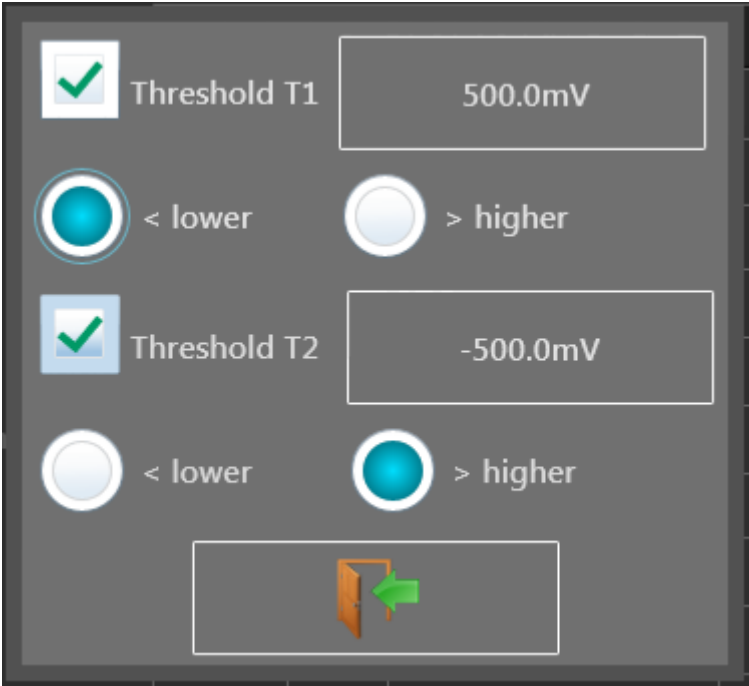 Threshold T1 500.0mV
< lower > higher
Threshold T2 -500.0mV
< lower > higher